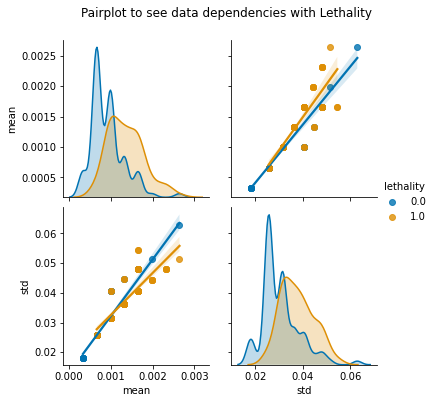 Pairplot to see data dependencies with Lethality
0.0025
0.0020
0.0015
0.0010
0.0005
mean
lethality
0.0
1.0
0.06
0.05
0.04
0.03
0.02
std
0.000 0.001 0.002 0.003
mean
0.02 0.04 0.06
std